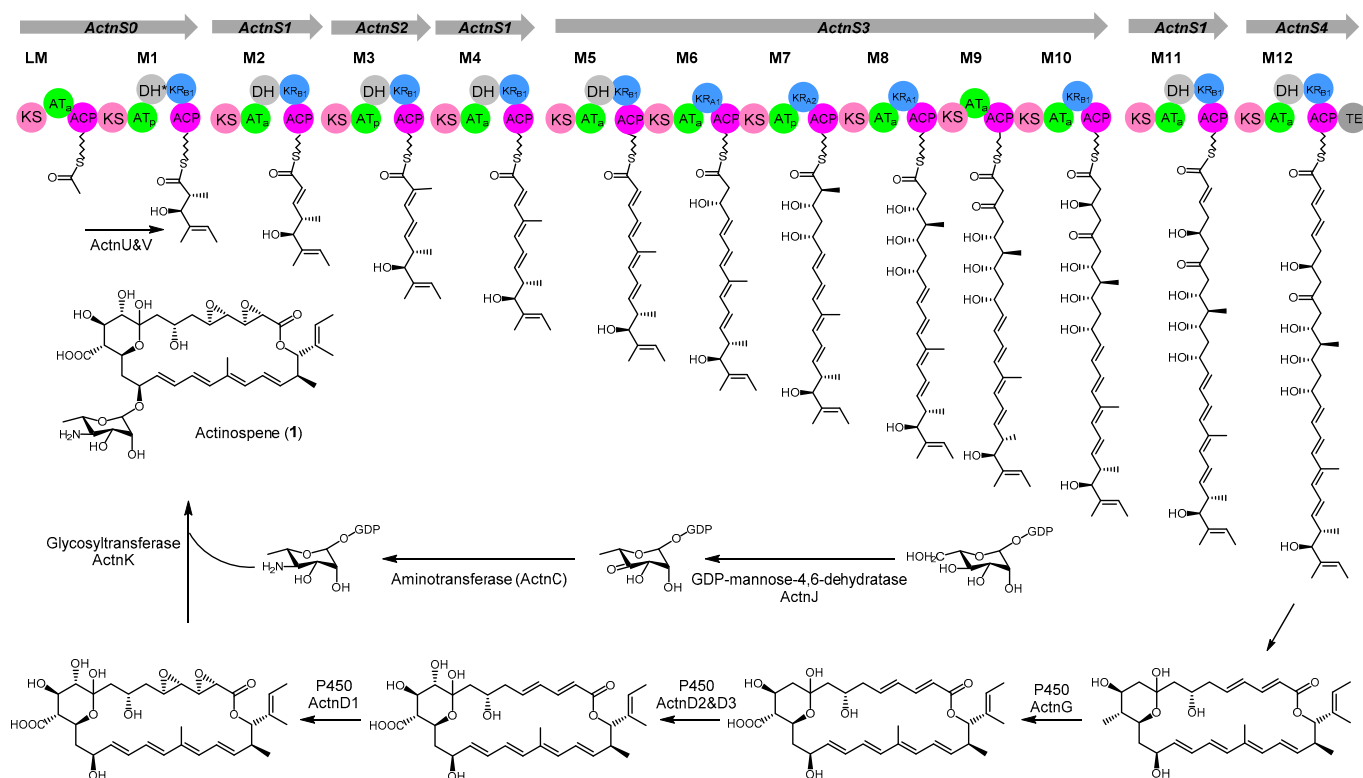 ActnS0 ActnS1 ActnS2 ActnS1 ActnS3 ActnS1 ActnS4
LM M1 M2 M3 M4 M5 M6 M7 M8 M9 M10 M11 M12
DH* KRB1 DH KRB1 DH KRB1 DH KRB1 DH KRB1 KRA1 KRA2 KRA1 KRB1 DH KRB1 DH KRB1
KS ATa ACP KS ATp ACP KS ATa ACP KS ATp ACP KS ATa ACP KS ATa ACP KS ATa ACP KS ATp ACP KS ATa ACP KS ATa ACP KS ATa ACP KS ATa ACP KS ATa ACP TE
ActnU&V
Actinospene (1)
Glycosyltransferase
ActnK
Aminotransferase (ActnC)
GDP-mannose-4,6-dehydratase
ActnJ
P450
ActnD1
P450
ActnD2&D3
P450
ActnG